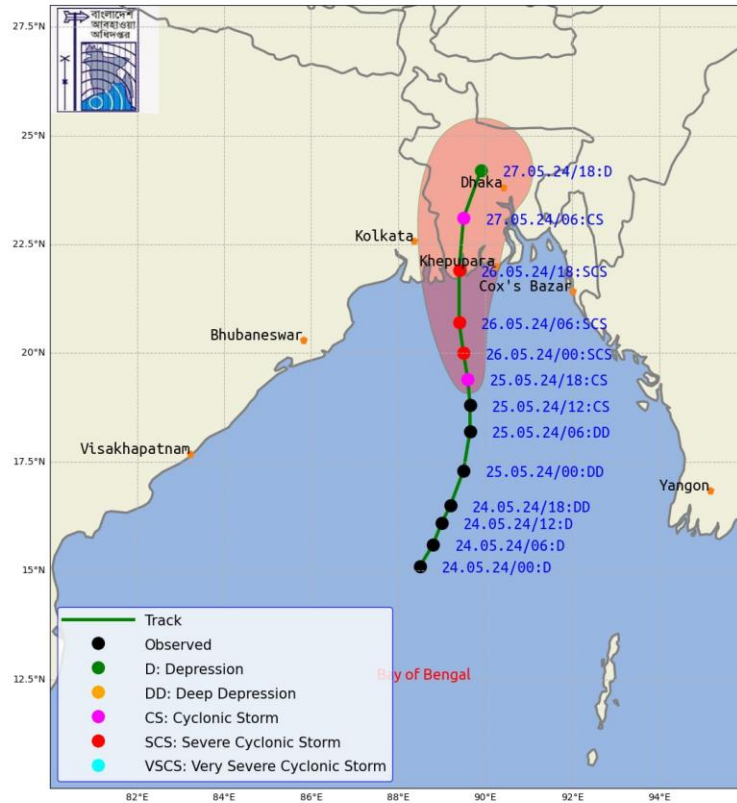 বাংলাদেশ
আবহাওয়া
অধিদপ্তর
27.5°N
25°N
22.5°N
20°N
17.5°N
15°N
12.5°N
27.05.24/18:D
Dhaka
27.05.24/06:CS
Kolkata
Khepupara
26.05.24/18:SCS
Cox's Bazar
26.05.24/06:SCS
Bhubaneswar
26.05.24/00:SCS
25.05.24/18:CS
25.05.24/12:CS
25.05.24/06:DD
Visakhapatnam
25.05.24/00:DD
Yangon
24.05.24/18:DD
24.05.24/12:D
24.05.24/06:D
24.05.24/00:D
Bay of Bengal
Track
Observed
D: Depression
DD: Deep Depression
CS: Cyclonic Storm
SCS: Severe Cyclonic Storm
VSCS: Very Severe Cyclonic Storm
82°E 84°E 86°E 88°E 90°E 92°E 94°E